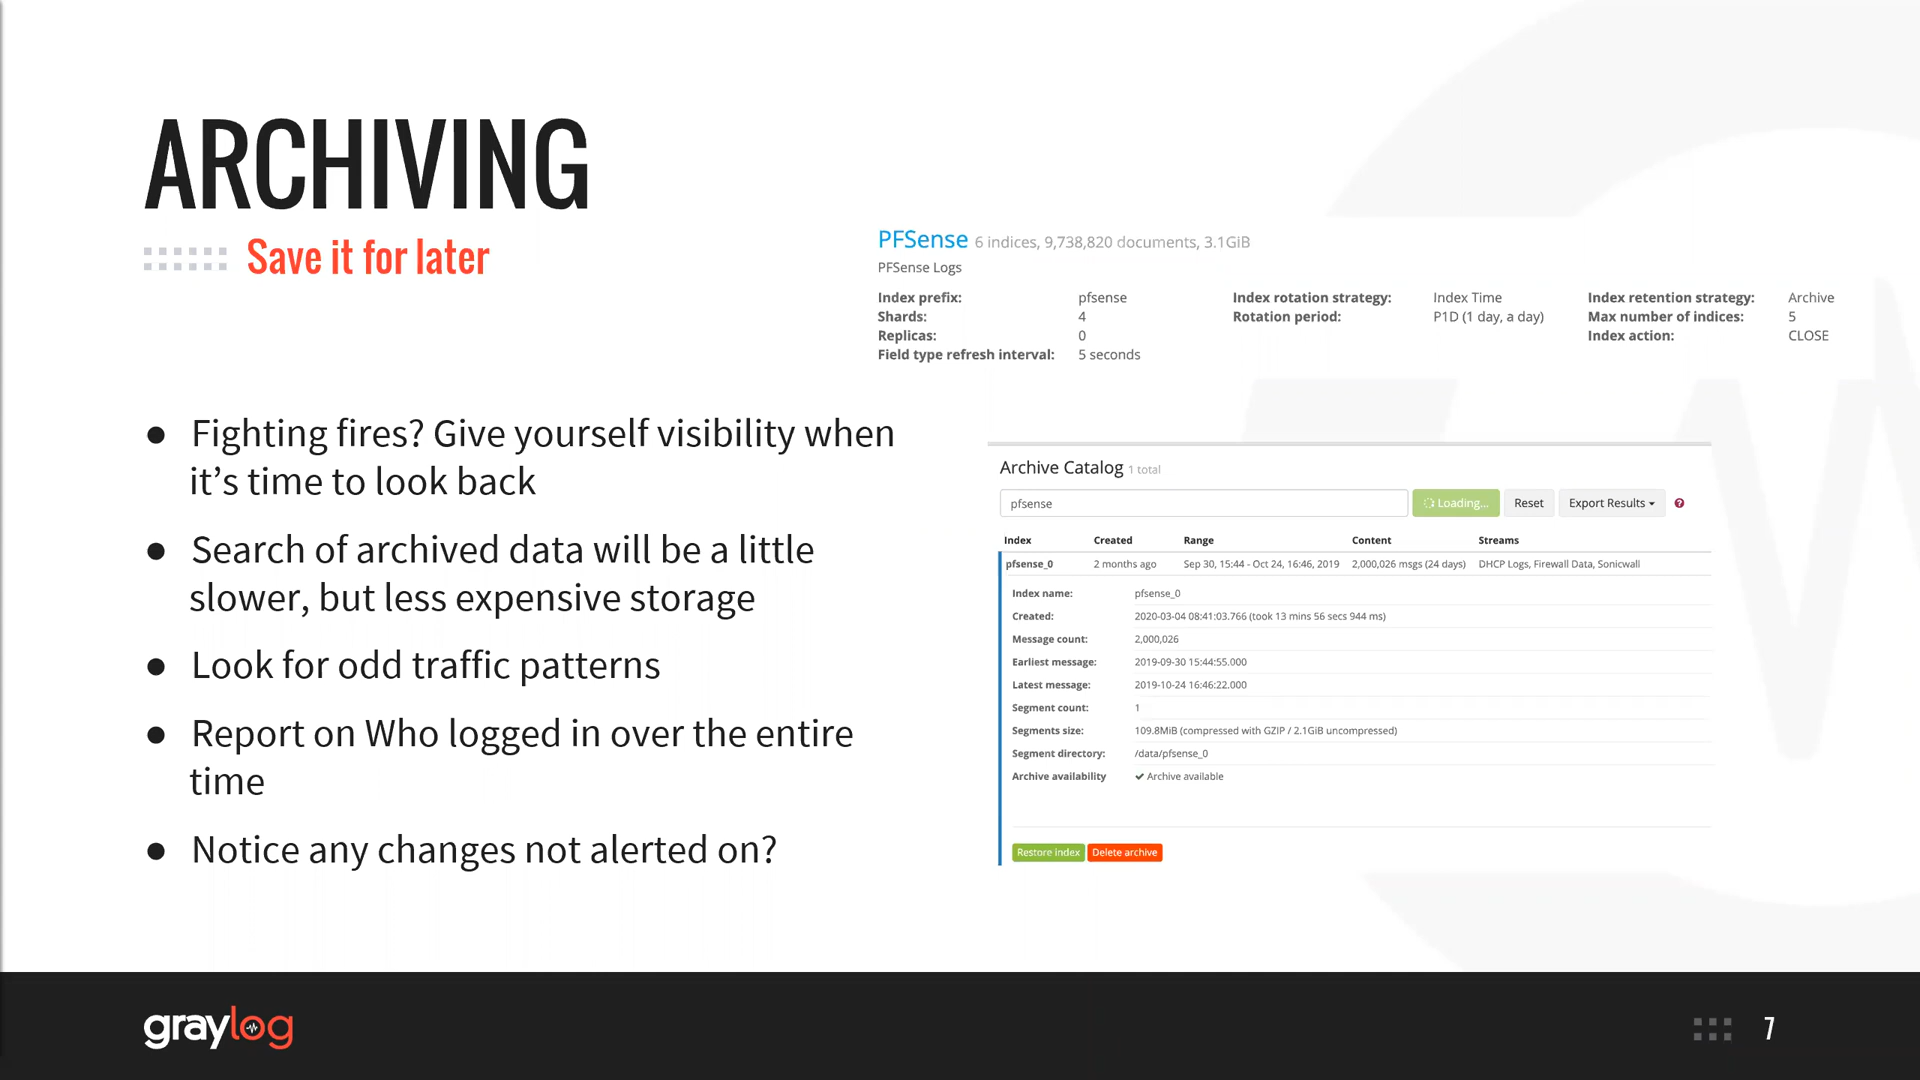 ARCHIVING
Save it for later
PFSense 6 indices, 9,738,820 documents, 3.1GiB
PFSense Logs
Index prefix: pfsense Index rotation strategy: Index Time Index retention strategy: Archive
Shards: 4 Rotation period: P1D (1 day, a day) Max number of indices: 5
Replicas: 0 Index action: CLOSE
Field type refresh interval: 5 seconds
● Fighting fires? Give yourself visibility when
it’s time to look back
● Search of archived data will be a little
slower, but less expensive storage
● Look for odd traffic patterns
● Report on Who logged in over the entire
time
● Notice any changes not alerted on?
Archive Catalog 1 total
pfsense Loading... Reset Export Results ?
Index Created Range Content Streams
pfsense_0 2 months ago Sep 30, 15:44 - Oct 24, 16:46, 2019 2,000,026 msgs (24 days) DHCP Logs, Firewall Data, Sonicwall
Index name: pfsense_0
Created: 2020-03-04 08:41:03.766 (took 13 mins 56 secs 944 ms)
Message count: 2,000,026
Earliest message: 2019-09-30 15:44:55.000
Latest message: 2019-10-24 16:46:22.000
Segment count: 1
Segments size: 109.8MiB (compressed with GZIP / 2.1GiB uncompressed)
Segment directory: /data/pfsense_0
Archive availability ✔ Archive available
Restore index Delete archive
graylog
7